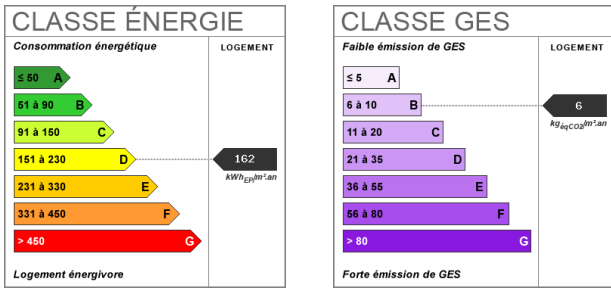 CLASSE ÉNERGIE
Consommation énergétique
LOGEMENT
≤ 50 A
51 à 90 B
91 à 150 C
151 à 230 D
162
kWhEP/m².an
231 à 330 E
331 à 450 F
> 450 G
Logement énergivore
CLASSE GES
Faible émission de GES
LOGEMENT
≤ 5 A
6 à 10 B
6
kgéqCO2/m².an
11 à 20 C
21 à 35 D
36 à 55 E
56 à 80 F
> 80 G
Forte émission de GES